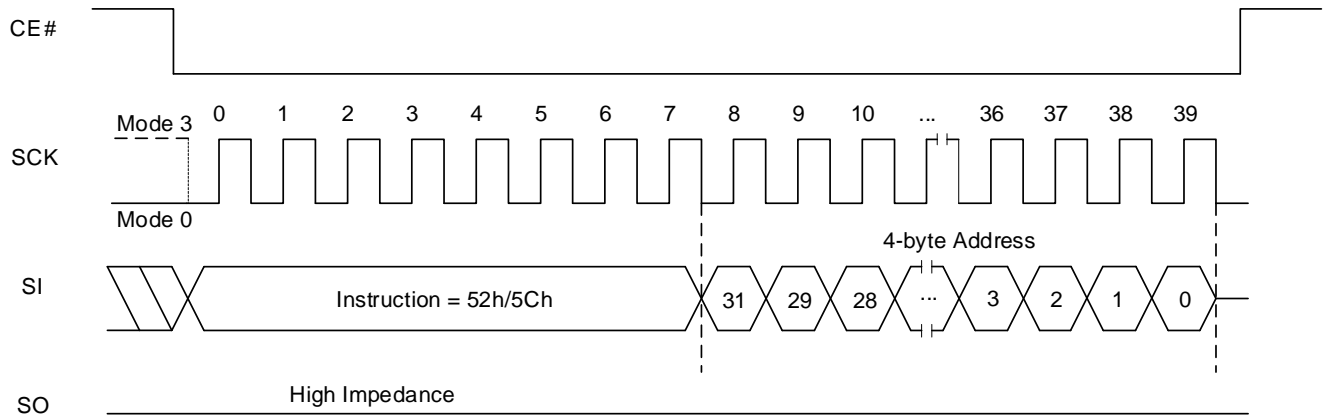 CE#
0 1 2 3 4 5 6 7 8 9 10 ... 36 37 38 39
Mode 3
SCK
Mode 0
4-byte Address
SI
Instruction = 52h/5Ch 31 29 28 ... 3 2 1 0
High Impedance
SO